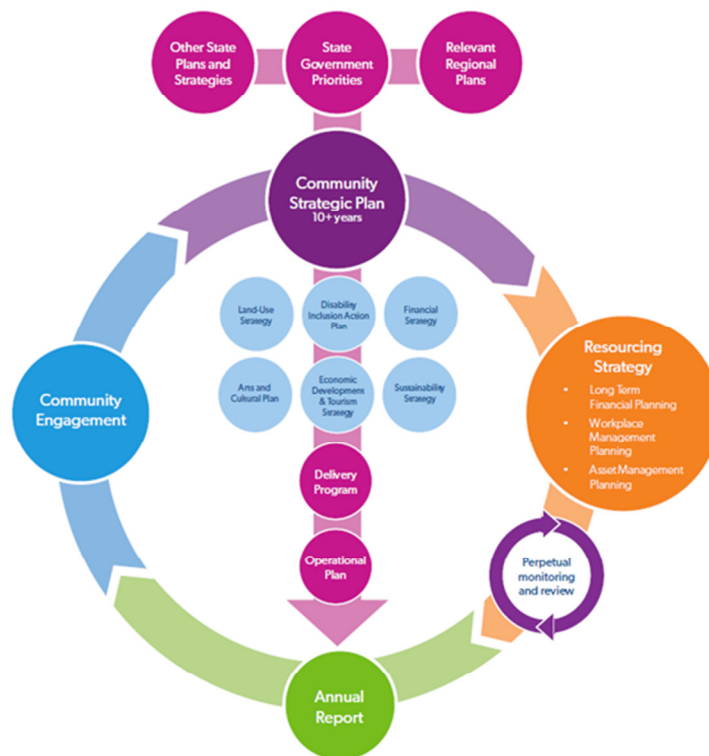 Other State
Plans and
Strategies
State
Government
Priorities
Relevant
Regional
Plans
Community
Strategic Plan
10+ years
Land-Use
Strategy
Disability
Inclusion Action
Plan
Financial
Strategy
Arts and
Cultural Plan
Economic
Development
& Tourism
Strategy
Sustainability
Strategy
Community
Engagement
Resourcing
Strategy
• Long Term
Financial Planning
• Workplace
Management
Planning
• Asset Management
Planning
Delivery
Program
Operational
Plan
Perpetual
monitoring
and review
Annual
Report